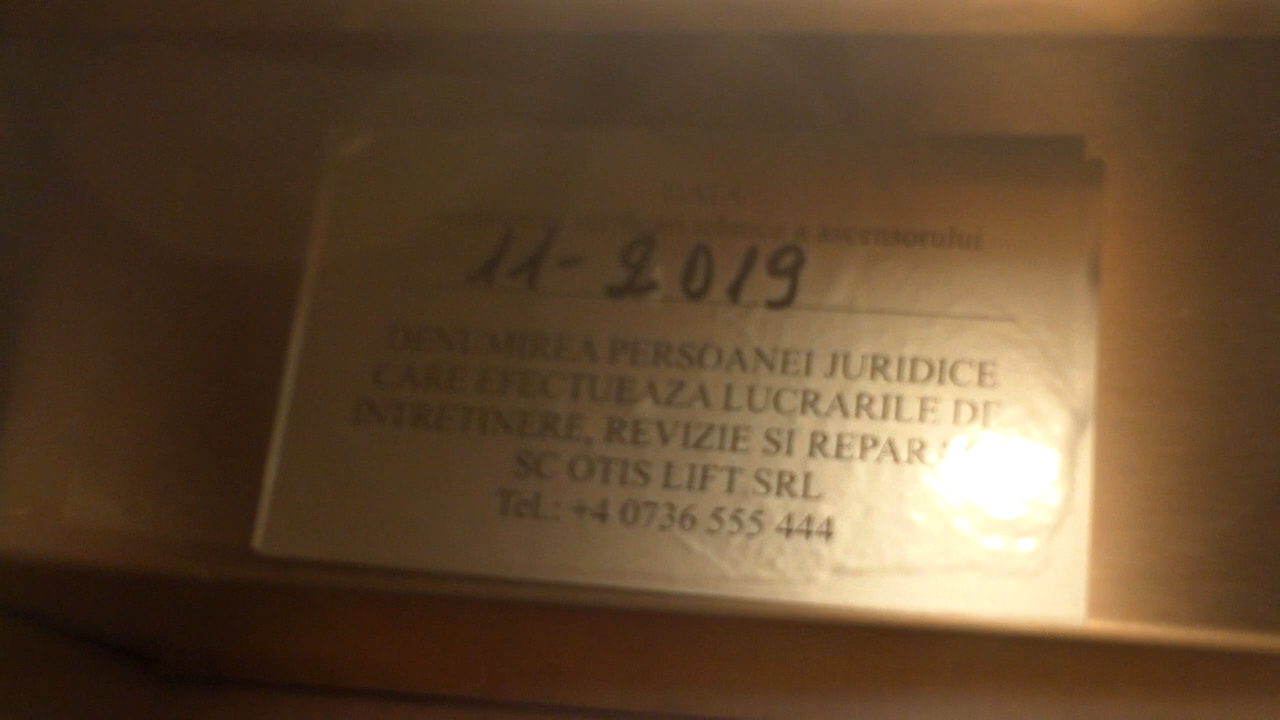 DATA
tehnice a ascensorului
11-2019
DENUMIREA PERSOANEI JURIDICE
CARE EFECTUEAZA LUCRARILE DE
INTRETINERE, REVIZIE SI
SC OTIS LIFT SRL
Tel.: +4 0736 555 444